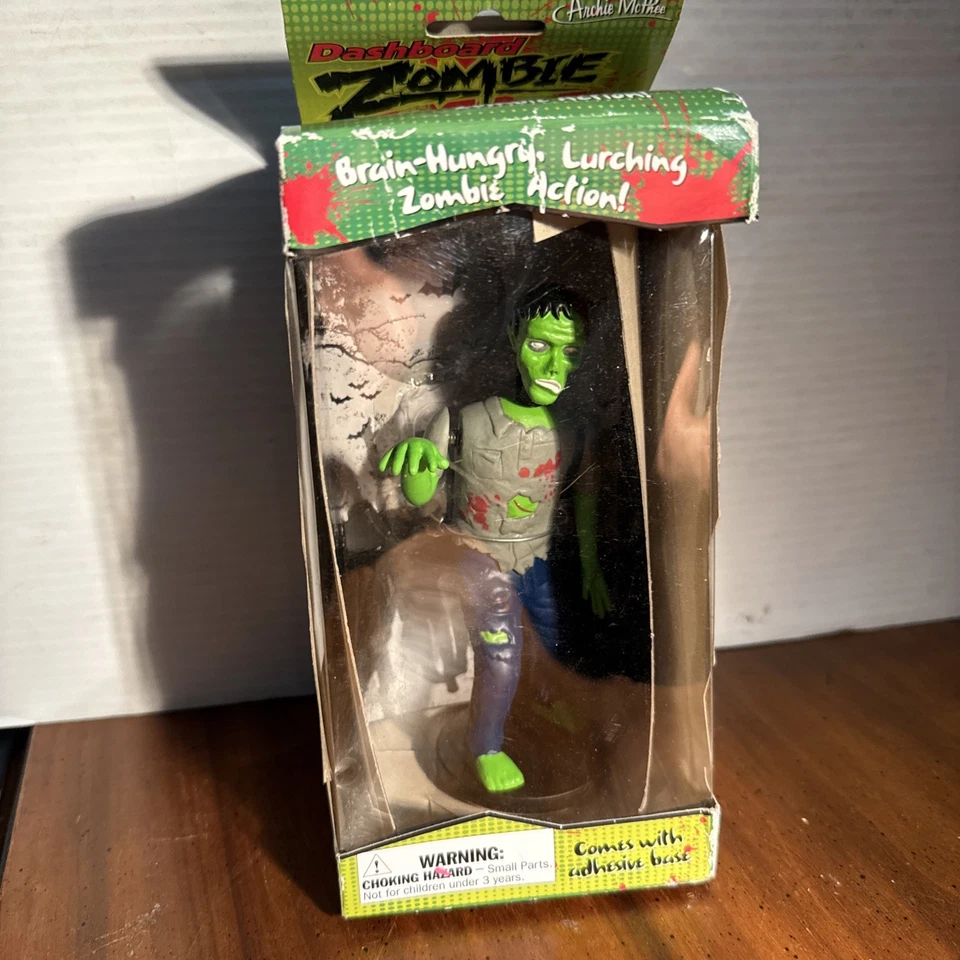 Archie McPhee
Dashboard
ZOMBIE
Action!
Brain-Hungry, Lurching
Zombie Action!
WARNING:
CHOKING HAZARD – Small Parts.
Not for children under 3 years.
Comes with
adhesive base